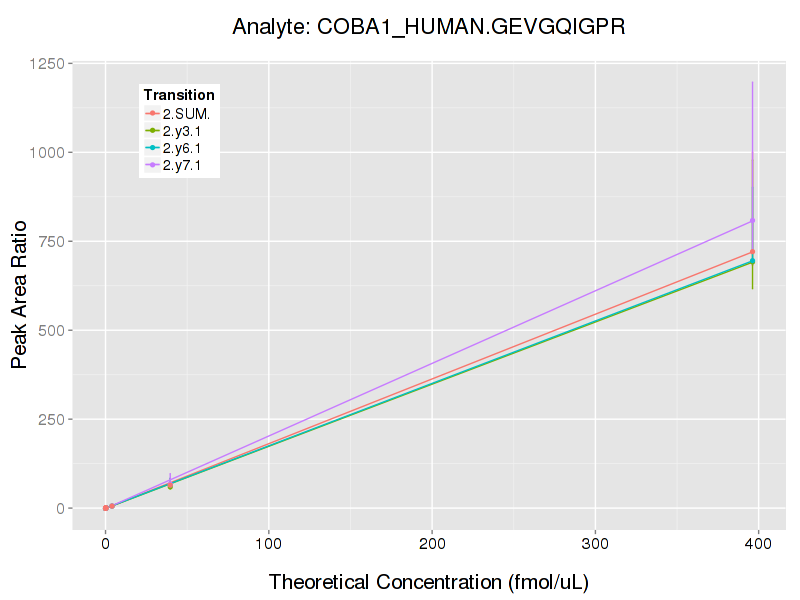 Analyte: COBA1_HUMAN.GEVGQIGPR
1250
1000
750
500
250
0
Peak Area Ratio
Transition
2.SUM.
2.y3.1
2.y6.1
2.y7.1
0 100 200 300 400
Theoretical Concentration (fmol/uL)